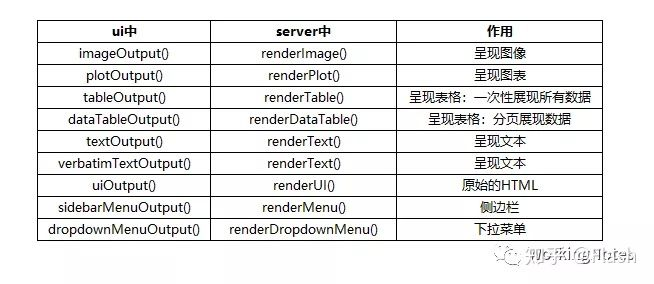 ui中 server中 作用
imageOutput() renderImage() 呈现图像
plotOutput() renderPlot() 呈现图表
tableOutput() renderTable() 呈现表格：一次性展现所有数据
dataTableOutput() renderDataTable() 呈现表格：分页展现数据
textOutput() renderText() 呈现文本
verbatimTextOutput() renderText() 呈现文本
uiOutput() renderUI() 原始的HTML
sidebarMenuOutput() renderMenu() 侧边栏
dropdownMenuOutput() renderDropdownMenu() 下拉菜单
知乎